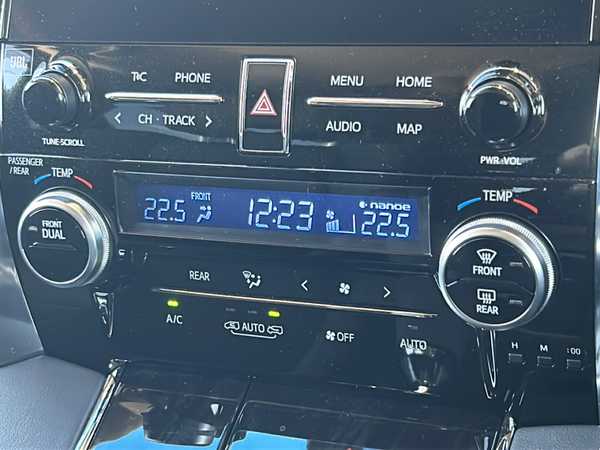 JBL
T&C PHONE
MENU HOME
CH · TRACK
AUDIO MAP
TUNE·SCROLL
PWR·VOL
PASSENGER
/REAR
TEMP
TEMP
FRONT
nanoe
22.5 12:23 22.5
FRONT
DUAL
FRONT
REAR
REAR
A/C
AUTO
OFF
AUTO
H M :00